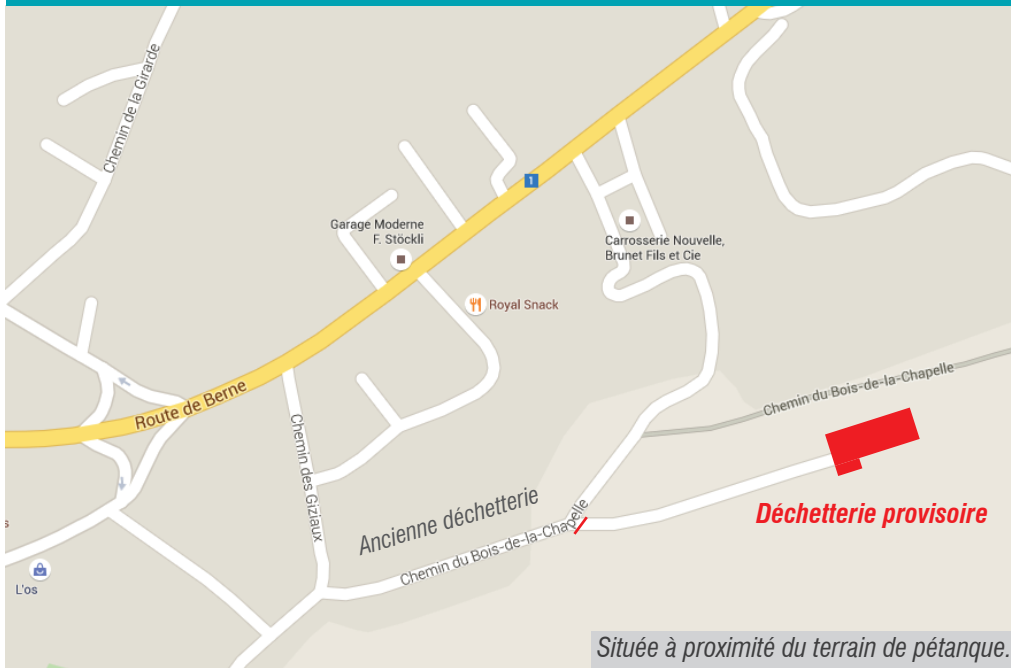 Chemin de la Girarde
1
Garage Moderne
F. Stöckli
Carrosserie Nouvelle,
Brunet Fils et Cie
Royal Snack
Chemin du Bois-de-la-Chapelle
Route de Berne
Chemin des Giziaux
Ancienne déchetterie
Déchetterie provisoire
Chemin du Bois-de-la-Chapelle
s
L'os
Située à proximité du terrain de pétanque.